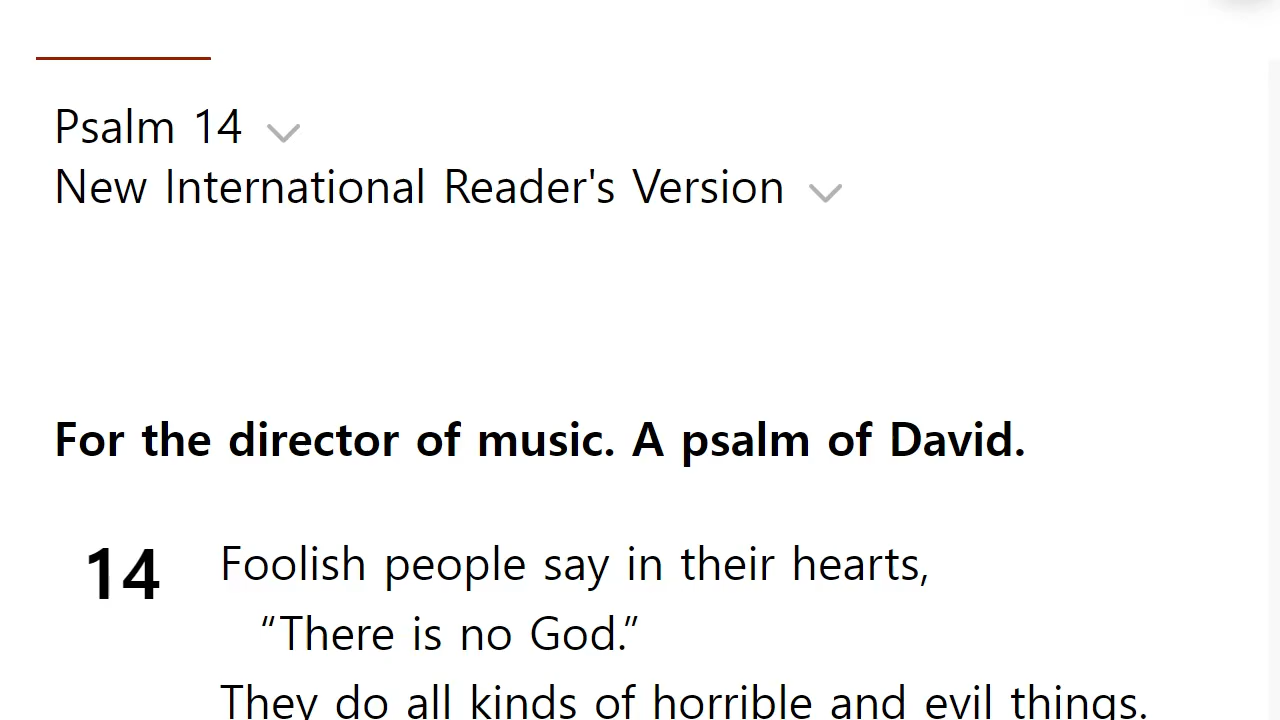 Psalm 14
New International Reader's Version
For the director of music. A psalm of David.
14 Foolish people say in their hearts,
“There is no God.”
They do all kinds of horrible and evil things.